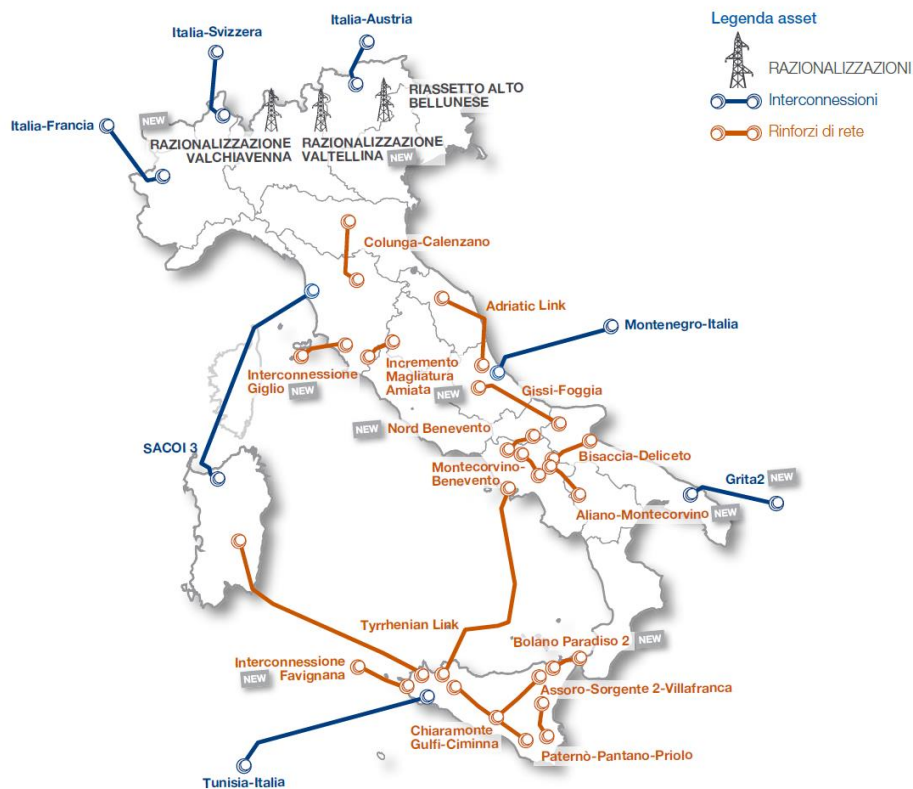 Italia-Austria
Legenda asset
Italia-Svizzera
RAZIONALIZZAZIONI
RIASSETTO ALTO
BELLUNESE
Interconnessioni
Italia-Francia
NEW
RAZIONALIZZAZIONE
VALCHIAVENNA
RAZIONALIZZAZIONE
VALTELLINA NEW
Rinforzi di rete
Colunga-Calenzano
Adriatic Link
Montenegro-Italia
Interconnessione
Giglio NEW
Incremento
Magliatura
Amiata NEW
Gissi-Foggia
NEW Nord Benevento
SACOI 3
Montecorvino-
Benevento
Bisaccia-Deliceto
Grita2 NEW
Aliano-Montecorvino NEW
Tyrrhenian Link
Bolano Paradiso 2 NEW
Interconnessione
NEW Favignana
Assoro-Sorgente 2-Villafranca
Chiaramonte
Gulfi-Ciminna
Paternò-Pantano-Priolo
Tunisia-Italia